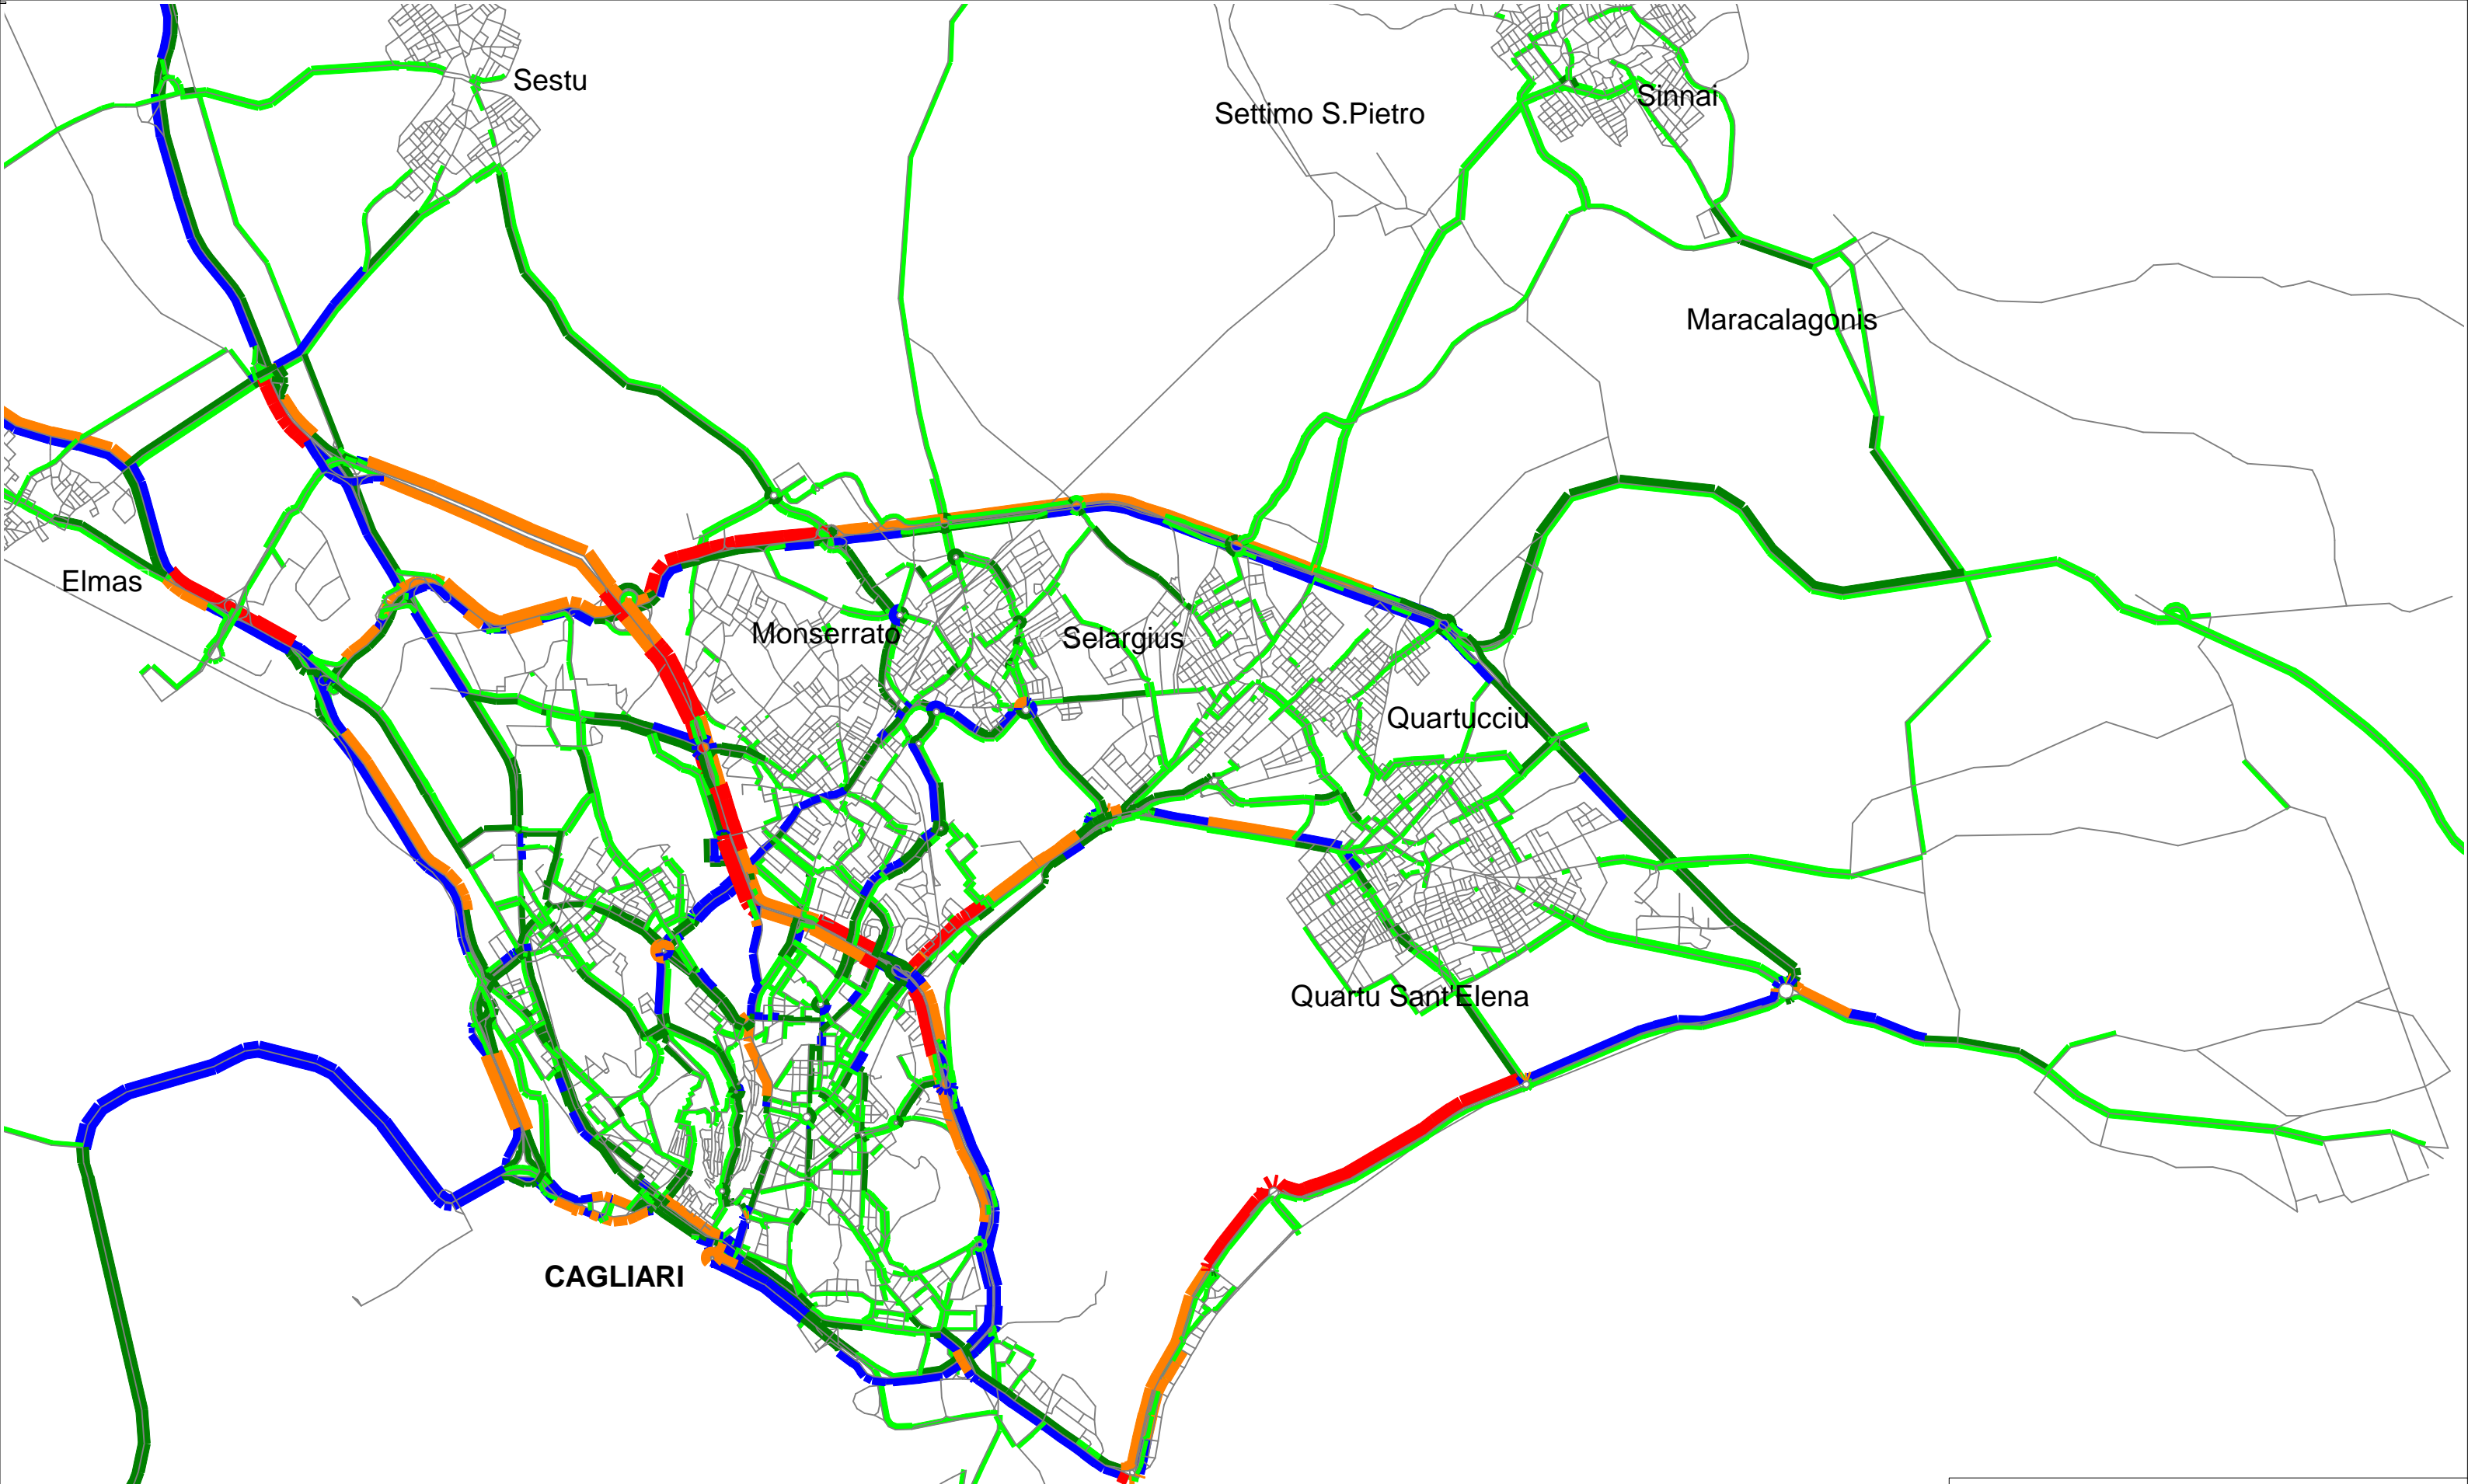 Sestu
Sinnai
Settimo S.Pietro
Maracalagonis
Elmas
Monserrato
Selargius
Quartucciu
Quartu Sant'Elena
CAGLIARI